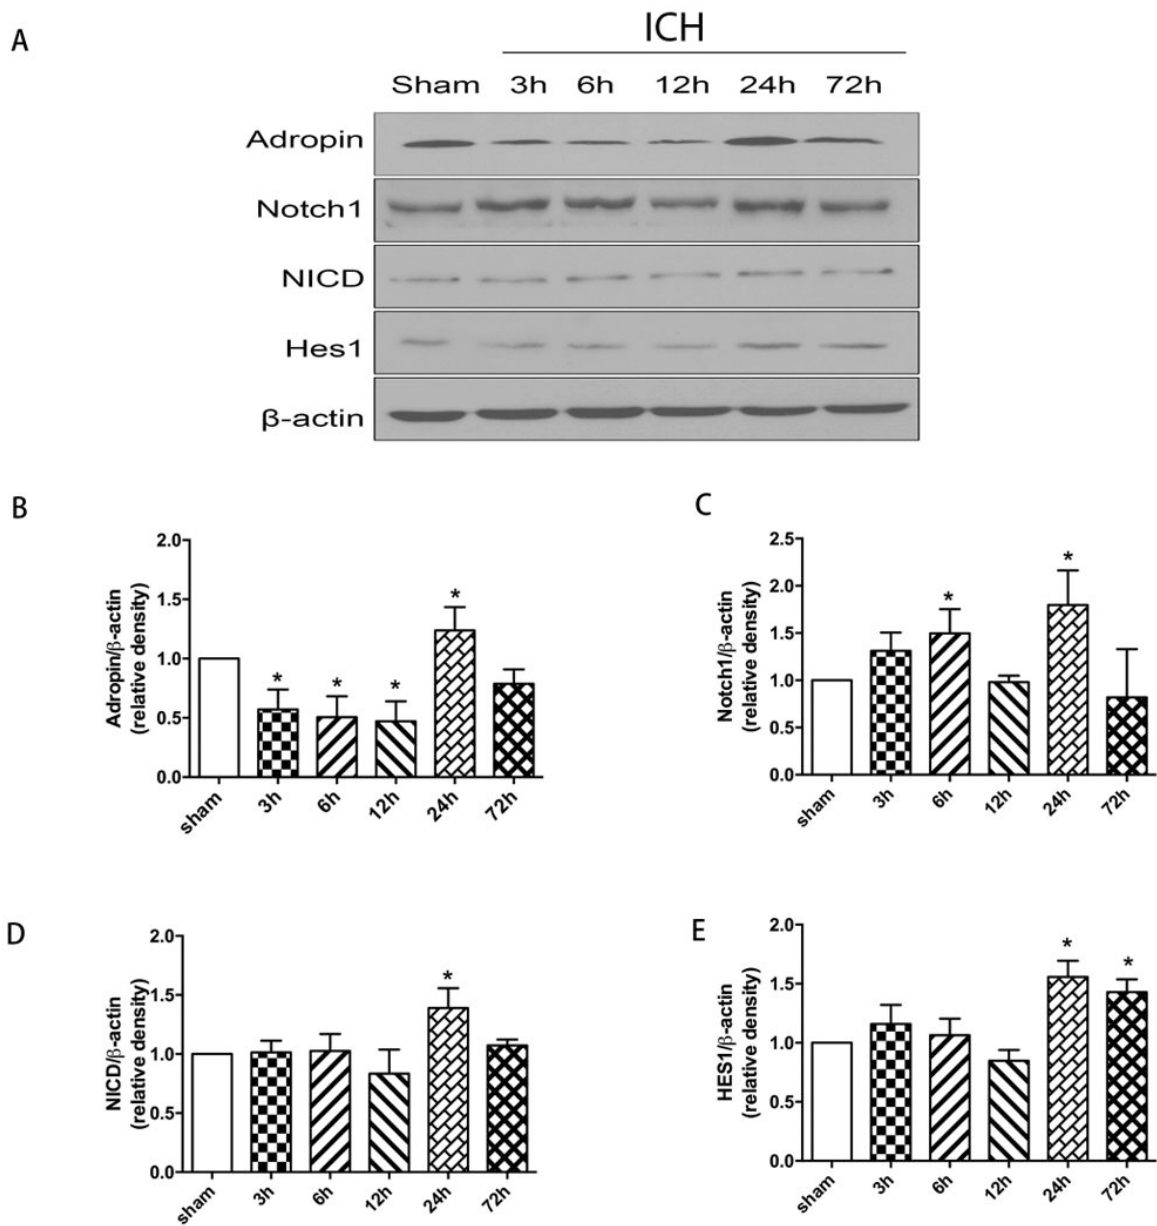 A
ICH
Sham 3h 6h 12h 24h 72h
Adropin
Notch1
NICD
Hes1
β-actin
B
Adropin/β-actin
(relative density)
2.0
1.5
1.0
0.5
0.0
* * * *
sham 3h 6h 12h 24h 72h
C
Notch1/β-actin
(relative density)
2.5
2.0
1.5
1.0
0.5
0.0
* *
sham 3h 6h 12h 24h 72h
D
NICD/β-actin
(relative density)
2.0
1.5
1.0
0.5
0.0
*
sham 3h 6h 12h 24h 72h
E
HES1/β-actin
(relative density)
2.0
1.5
1.0
0.5
0.0
* *
sham 3h 6h 12h 24h 72h